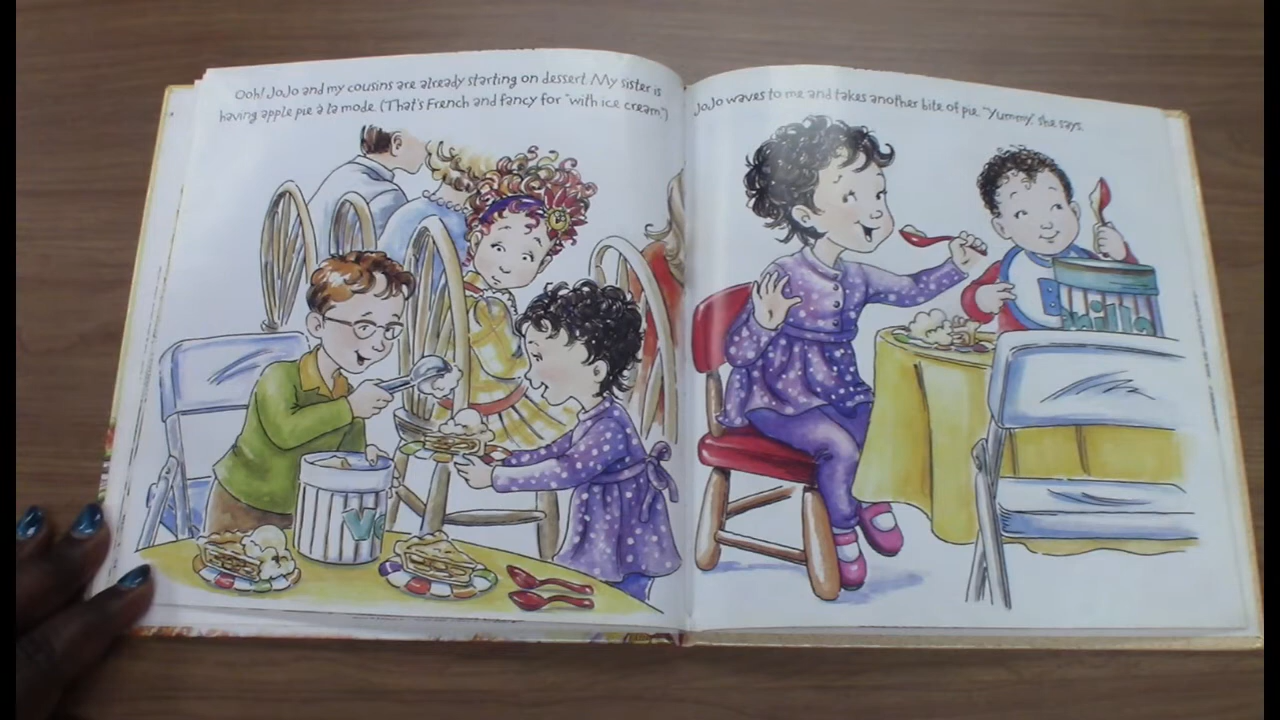 Ooh! JoJo and my cousins are already starting on dessert. My sister is
having apple pie à la mode. (That's French and fancy for "with ice cream.")
JoJo waves to me and takes another bite of pie. "Yummy," she says.